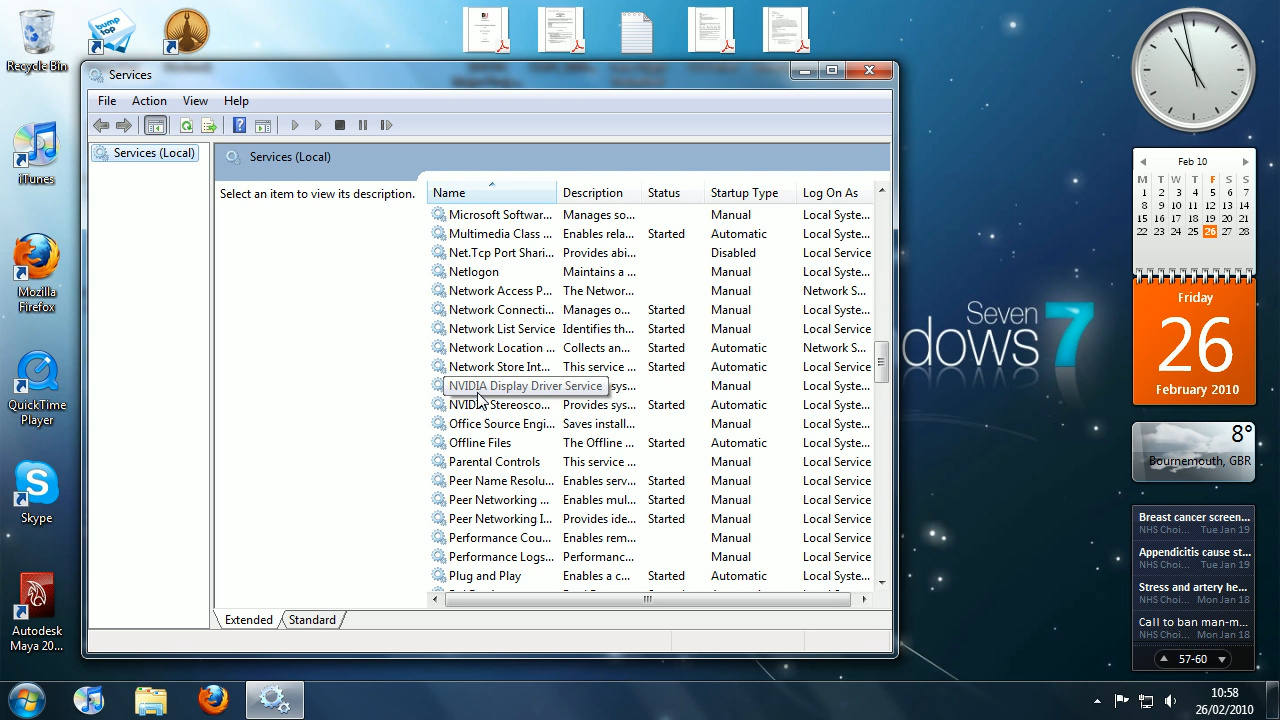 Recycle Bin
bump top
iTunes
Mozilla
Firefox
QuickTime
Player
Skype
Autodesk
Maya 20...
Services
File Action View Help
Services (Local)
Services (Local)
Select an item to view its description.
Name Description Status Startup Type Log On As
Microsoft Softwar... Manages so... Manual Local Syste...
Multimedia Class ... Enables rela... Started Automatic Local Syste...
Net.Tcp Port Shari... Provides abi... Disabled Local Service
Netlogon Maintains a ... Manual Local Syste...
Network Access P... The Networ... Manual Network S...
Network Connecti... Manages o... Started Manual Local Syste...
Network List Service Identifies th... Started Manual Local Service
Network Location ... Collects an... Started Automatic Network S...
Network Store Int... This service ... Started Automatic Local Service
NVIDIA Display Driver Service sys... Manual Local Syste...
NVIDIA Stereosco... Provides sys... Started Automatic Local Syste...
Office Source Engi... Saves install... Manual Local Syste...
Offline Files The Offline ... Started Automatic Local Syste...
Parental Controls This service ... Manual Local Service
Peer Name Resolu... Enables serv... Started Manual Local Service
Peer Networking ... Enables mul... Started Manual Local Service
Peer Networking I... Provides ide... Started Manual Local Service
Performance Cou... Enables rem... Manual Local Service
Performance Logs... Performanc... Manual Local Service
Plug and Play Enables a c... Started Automatic Local Syste...
Extended Standard
Seven
dows 7
Feb 10
M T W T F S S
1 2 3 4 5 6 7
8 9 10 11 12 13 14
15 16 17 18 19 20 21
22 23 24 25 26 27 28
Friday
26
February 2010
8°
Bournemouth, GBR
Breast cancer screen...
NHS Choi... Tue Jan 19
Appendicitis cause st...
NHS Choi... Tue Jan 19
Stress and artery he...
NHS Choi... Mon Jan 18
Call to ban man-m...
NHS Choi... Mon Jan 18
57-60
10:58
26/02/2010